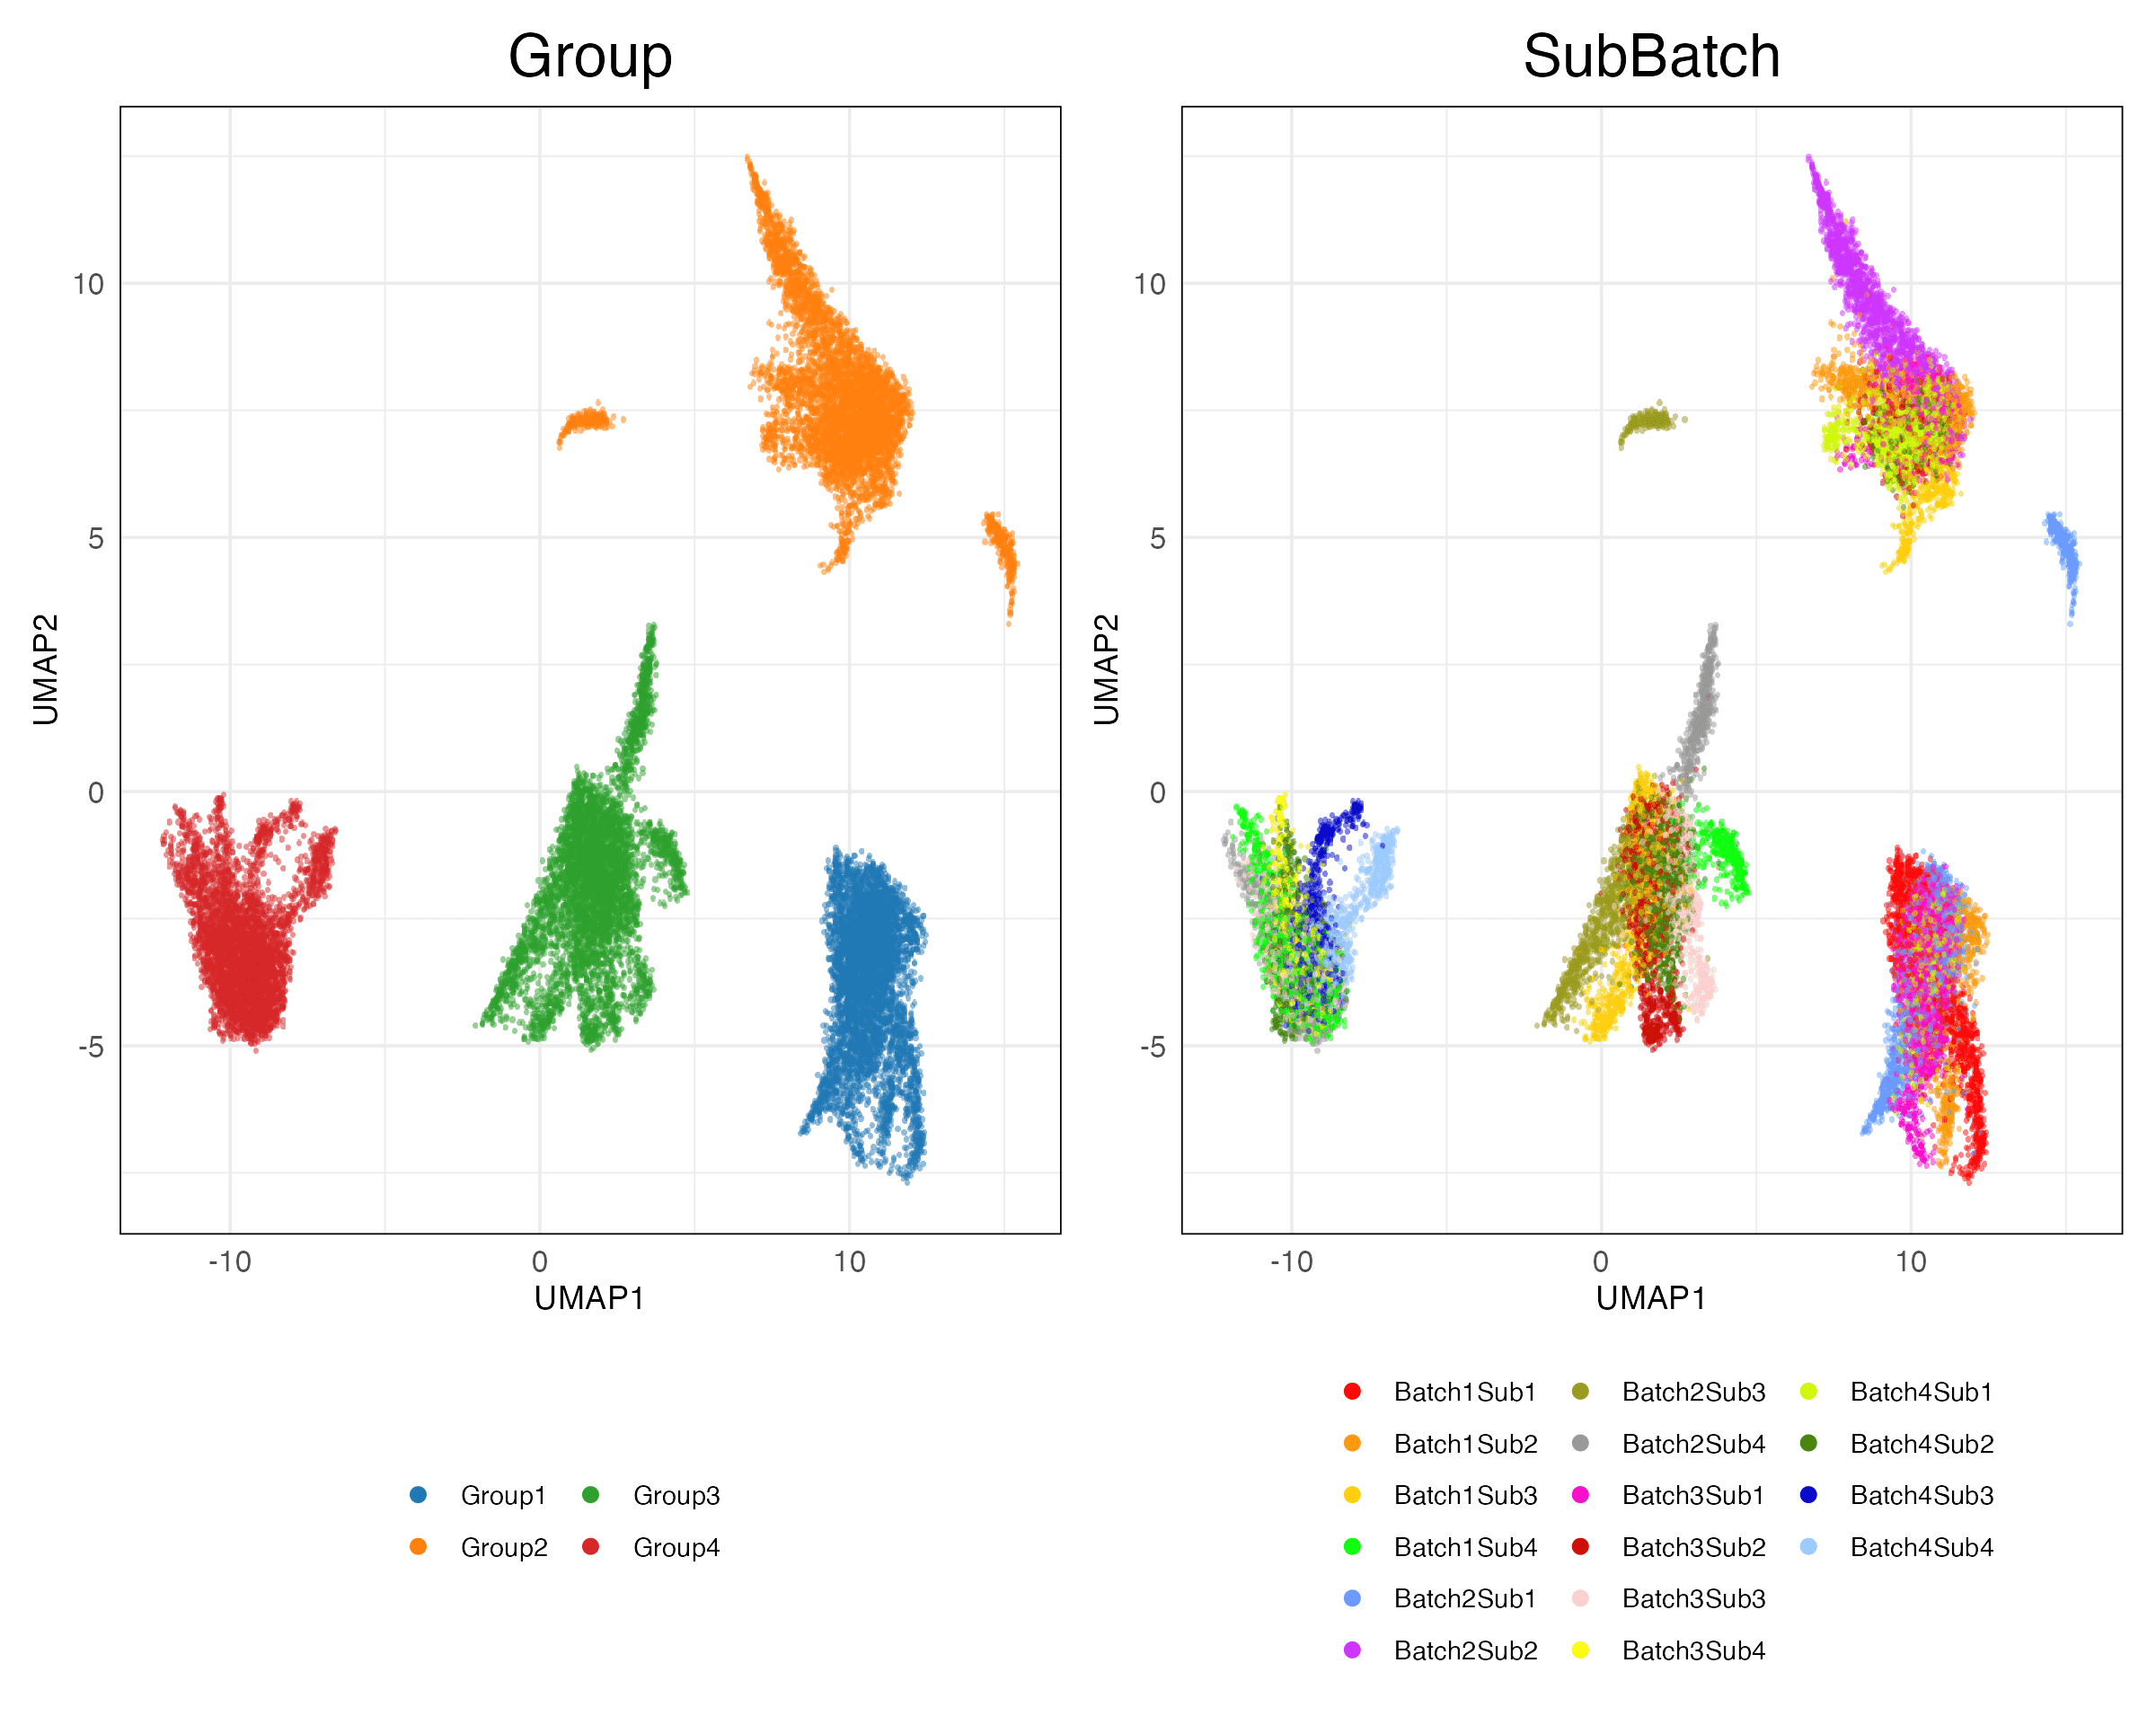 Group
10
5
0
-5
UMAP2
-10 0 10
UMAP1
Group1 Group3
Group2 Group4
SubBatch
10
5
0
-5
UMAP2
-10 0 10
UMAP1
Batch1Sub1 Batch2Sub3 Batch4Sub1
Batch1Sub2 Batch2Sub4 Batch4Sub2
Batch1Sub3 Batch3Sub1 Batch4Sub3
Batch1Sub4 Batch3Sub2 Batch4Sub4
Batch2Sub1 Batch3Sub3
Batch2Sub2 Batch3Sub4